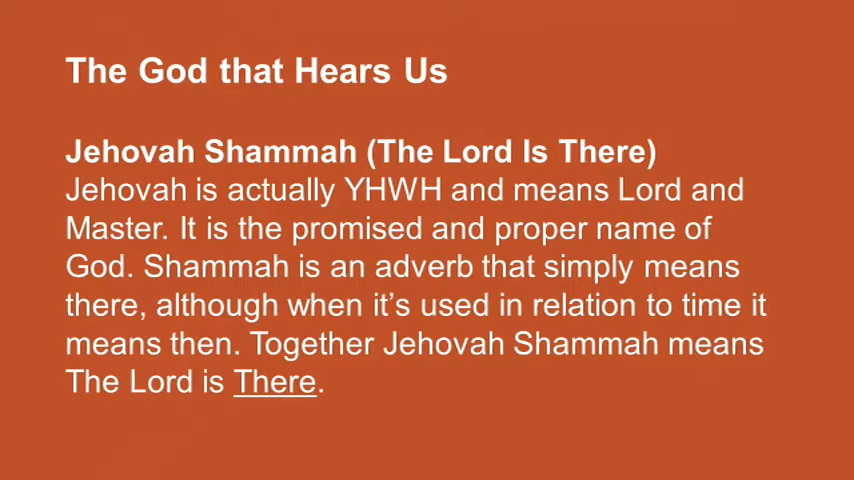 The God that Hears Us
Jehovah Shammah (The Lord Is There)
Jehovah is actually YHWH and means Lord and
Master. It is the promised and proper name of
God. Shammah is an adverb that simply means
there, although when it’s used in relation to time it
means then. Together Jehovah Shammah means
The Lord is There.